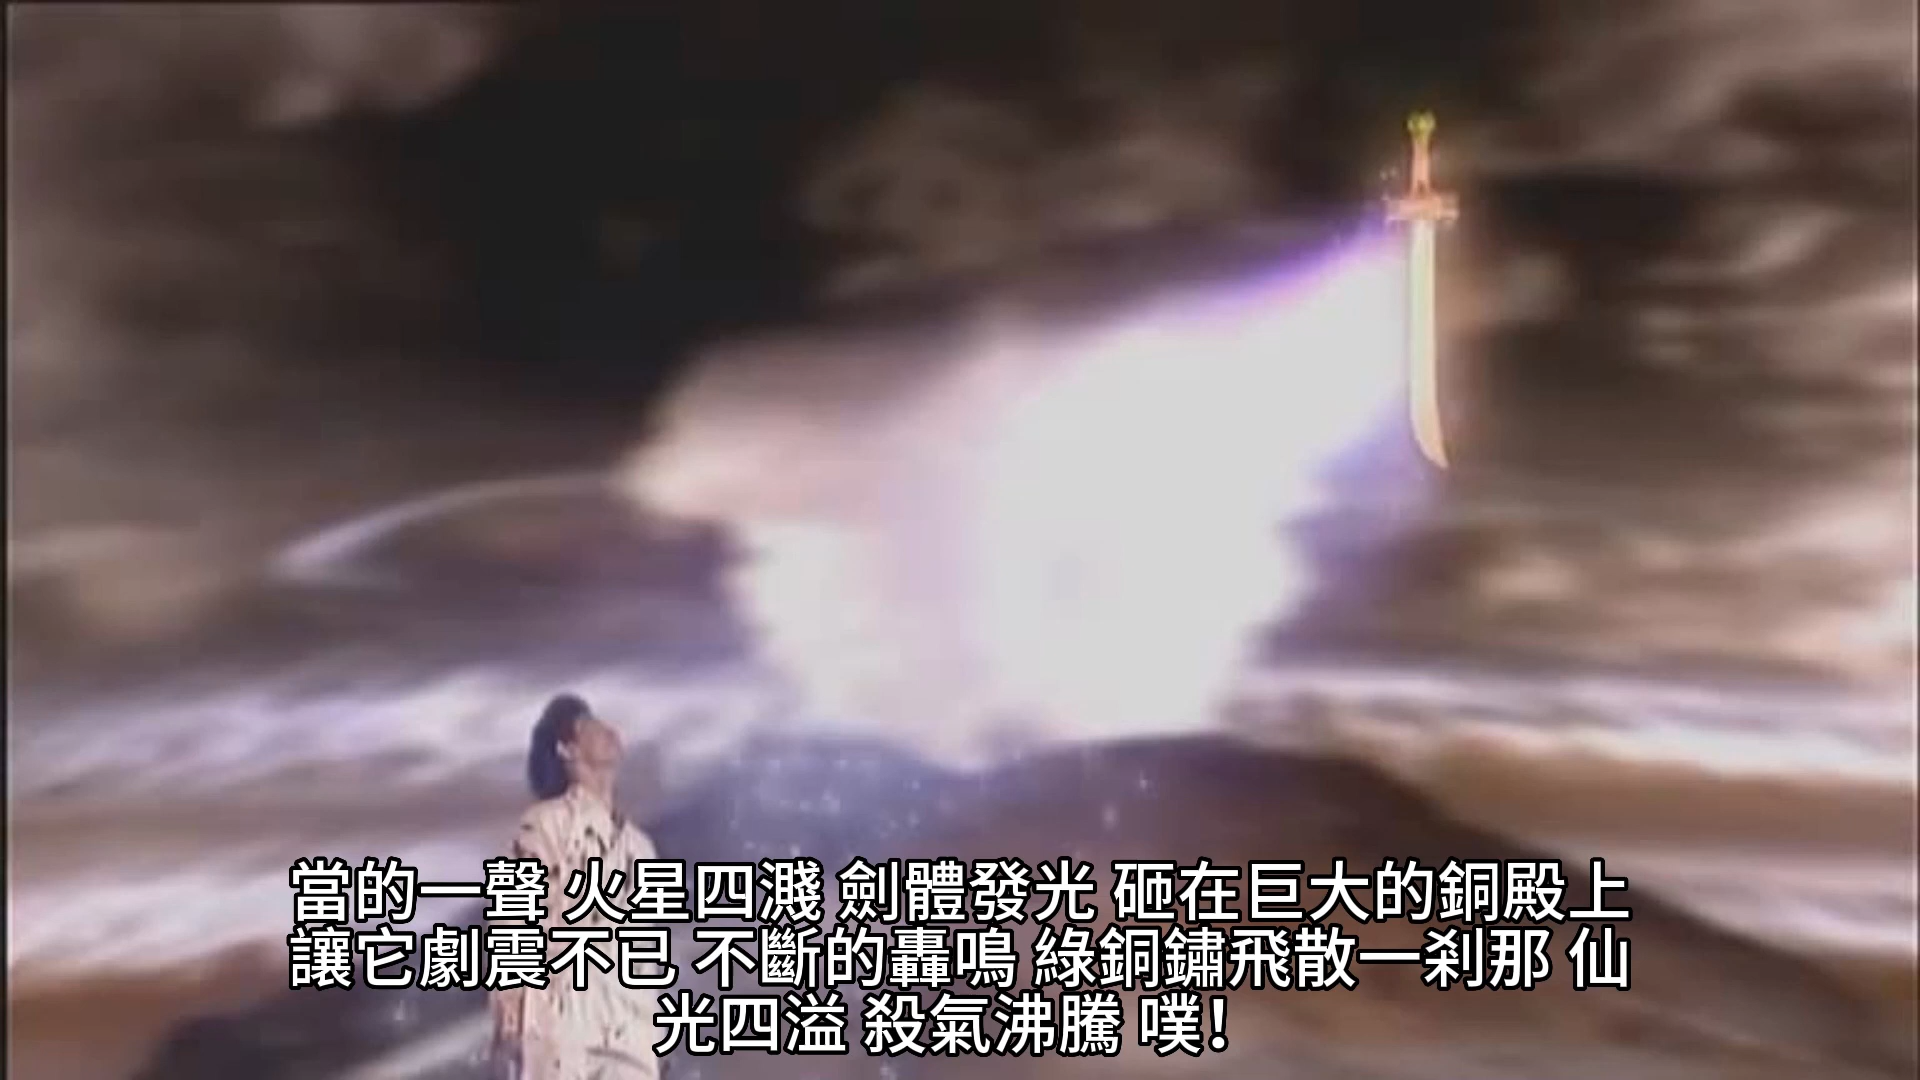 當的一聲 火星四濺 劍體發光 砸在巨大的銅殿上
讓它劇震不已 不斷的轟鳴 綠銅鏽飛散一剎那 仙
光四溢 殺氣沸騰 噗!